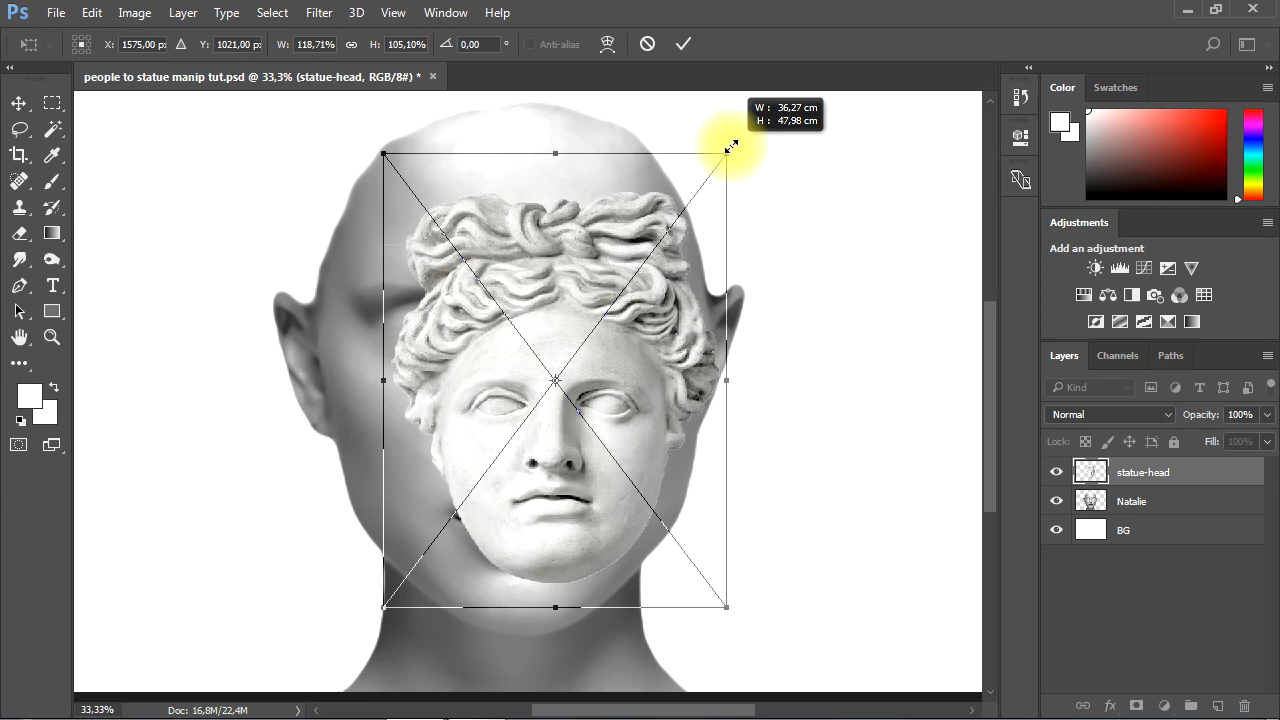 Ps File Edit Image Layer Type Select Filter 3D View Window Help
X: 1575,00 px Y: 1021,00 px W: 118,71% H: 105,10% 0,00 ° Anti-alias
people to statue manip tut.psd @ 33,3% (statue-head, RGB/8#) * ×
W : 36,27 cm
H : 47,98 cm
Color Swatches
Adjustments
Add an adjustment
Layers Channels Paths
Kind
Normal Opacity: 100%
Lock: Fill: 100%
statue-head
Natalie
BG
33,33% Doc: 16,8M/22,4M